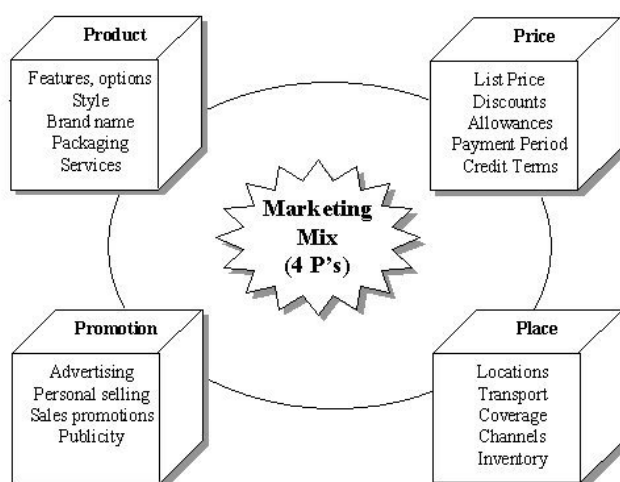 Product
Features, options
Style
Brand name
Packaging
Services
Price
List Price
Discounts
Allowances
Payment Period
Credit Terms
Marketing
Mix
(4 P's)
Promotion
Advertising
Personal selling
Sales promotions
Publicity
Place
Locations
Transport
Coverage
Channels
Inventory